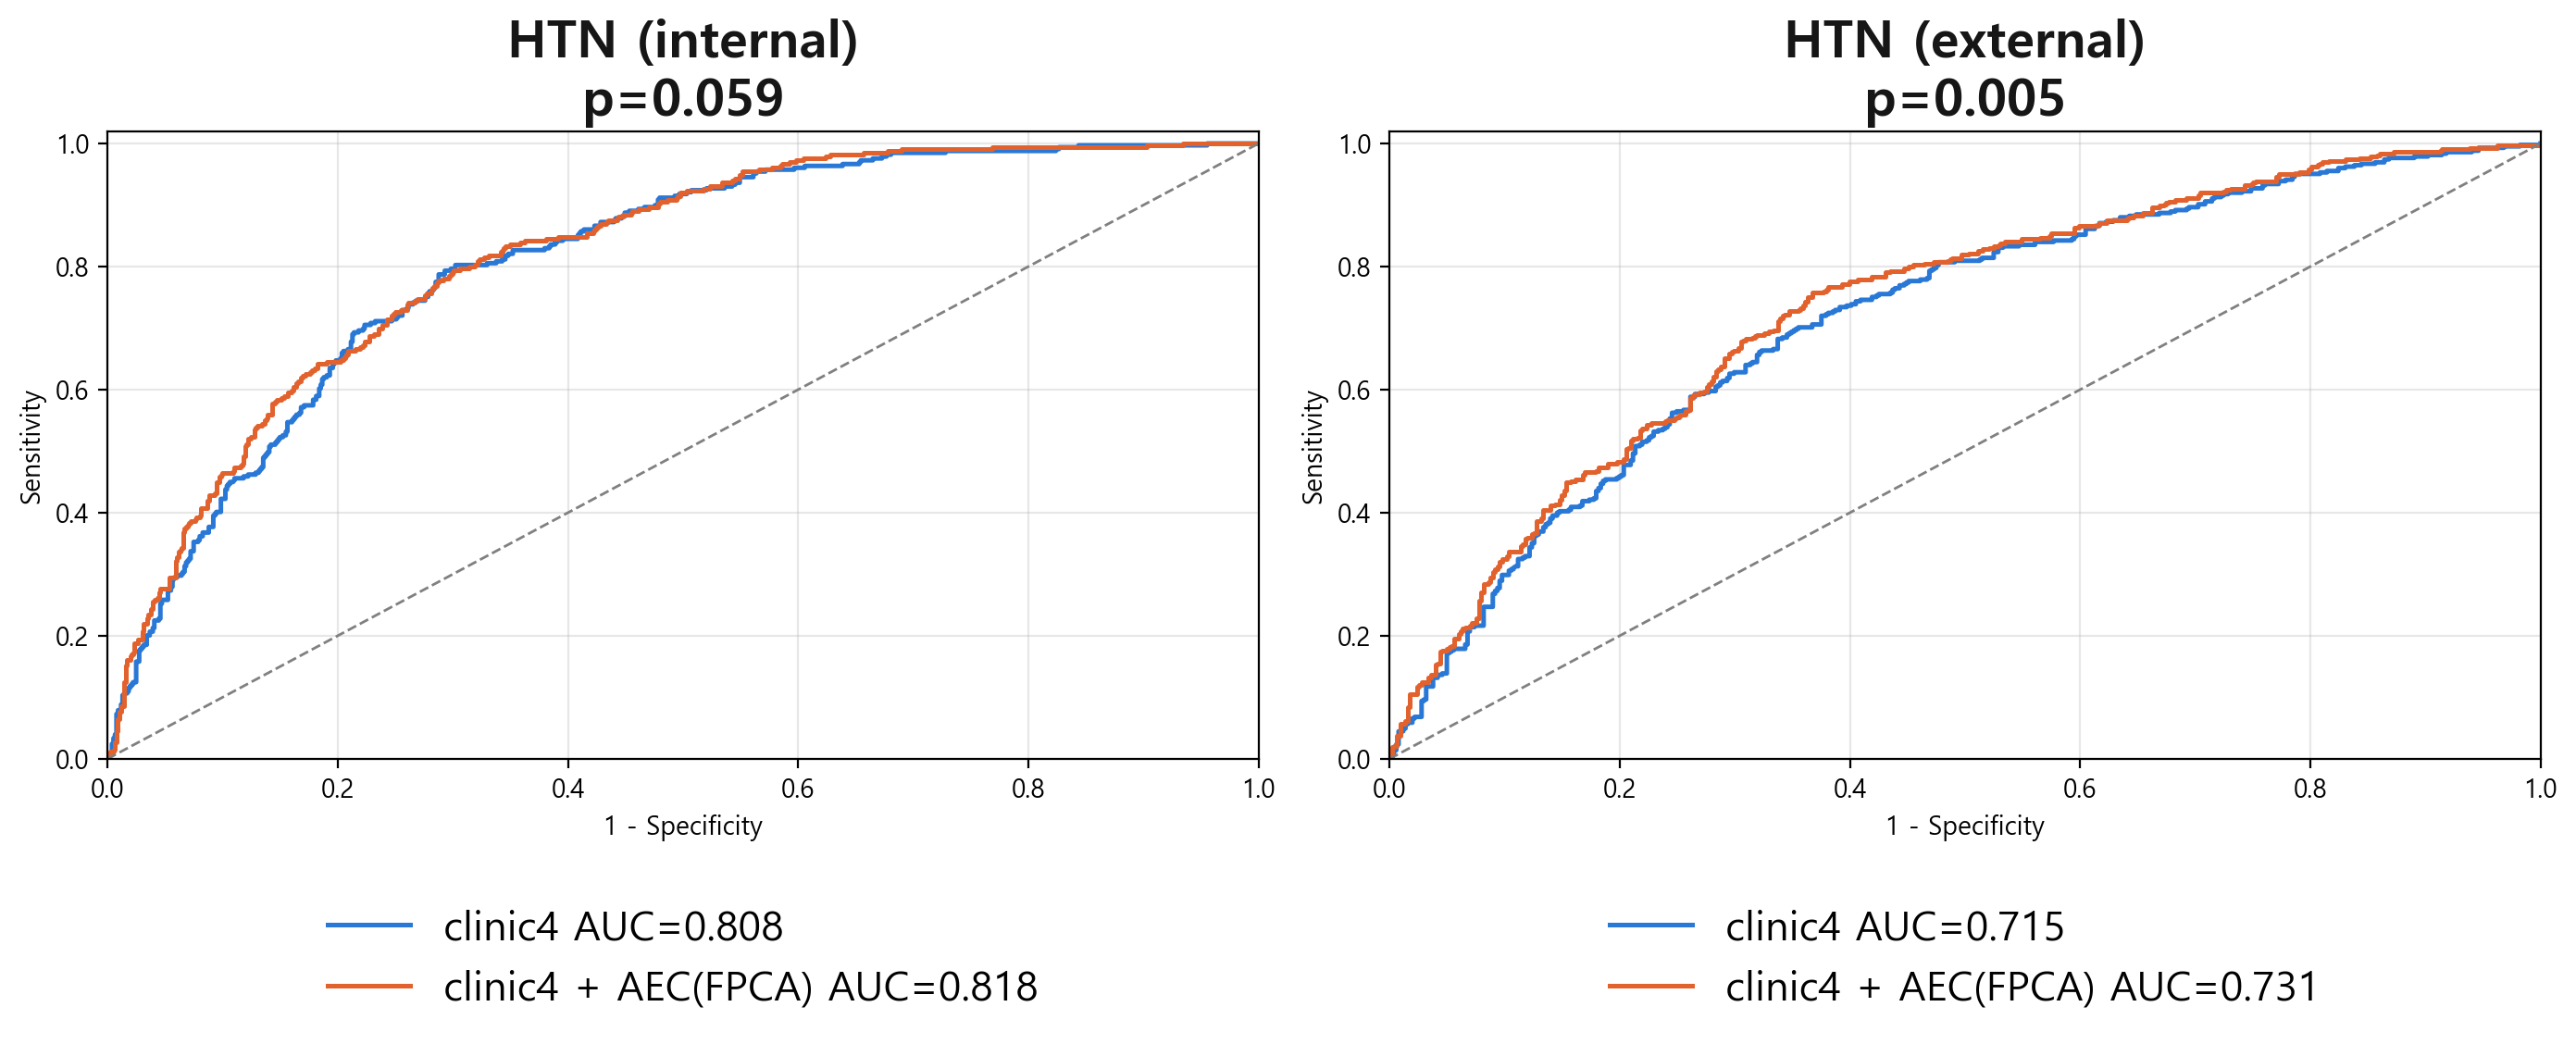 HTN (internal)
p=0.059
1.0
0.8
0.6
0.4
0.2
0.0
Sensitivity
0.0 0.2 0.4 0.6 0.8 1.0
1 - Specificity
clinic4 AUC=0.808
clinic4 + AEC(FPCA) AUC=0.818
HTN (external)
p=0.005
1.0
0.8
0.6
0.4
0.2
0.0
Sensitivity
0.0 0.2 0.4 0.6 0.8 1.0
1 - Specificity
clinic4 AUC=0.715
clinic4 + AEC(FPCA) AUC=0.731